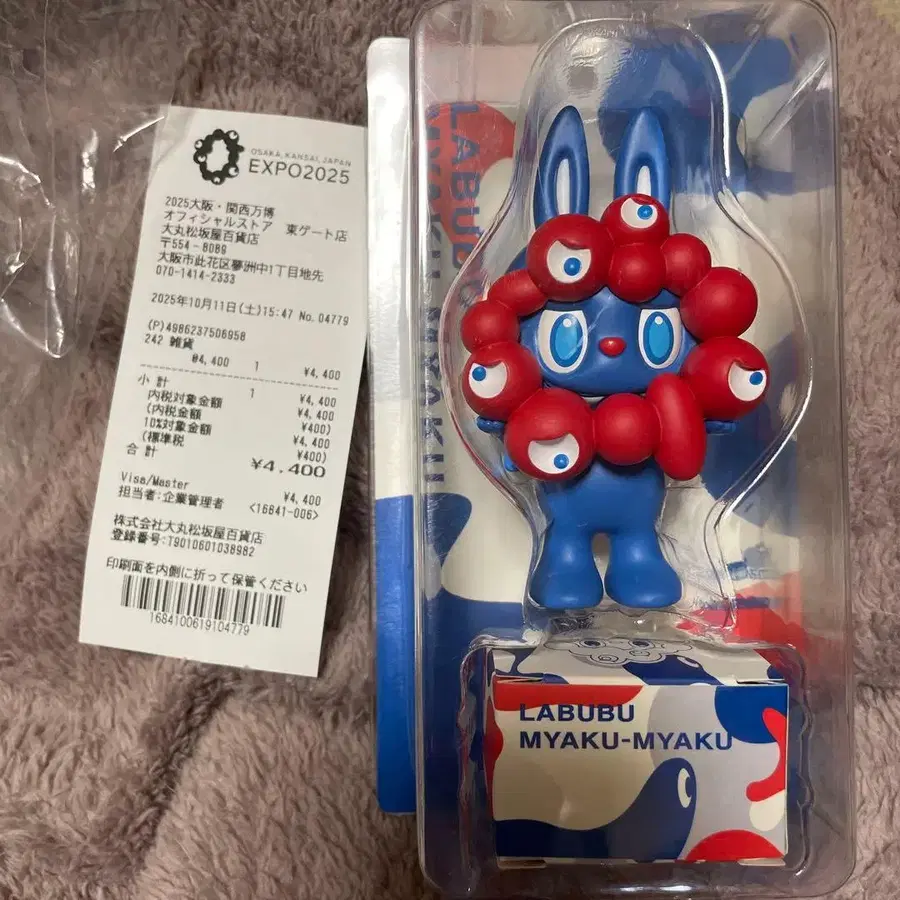 OSAKA, KANSAI, JAPAN
EXPO2025
2025大阪・関西万博
オフィシャルストア 東ゲート店
大丸松坂屋百貨店
〒554-8089
大阪市此花区夢洲中1丁目地先
070-1414-2333
2025年10月11日(土)15:47 No.04779
(P)4986237506958
242 雑貨
@4,400 1 ¥4,400
小 計 1 ¥4,400
内税対象金額 ¥4,400
(内税金額 ¥400)
10%対象金額 ¥4,400
(標準税 ¥400)
合 計 ¥4,400
Visa/Master ¥4,400
担当者:企業管理者 <16841-006>
株式会社大丸松坂屋百貨店
登録番号:T9010601038982
印刷面を内側に折って保管ください
1684100619104779
LABUBU
MYAKU-MYAKU
LABUBU
MYAKU-MYAKU